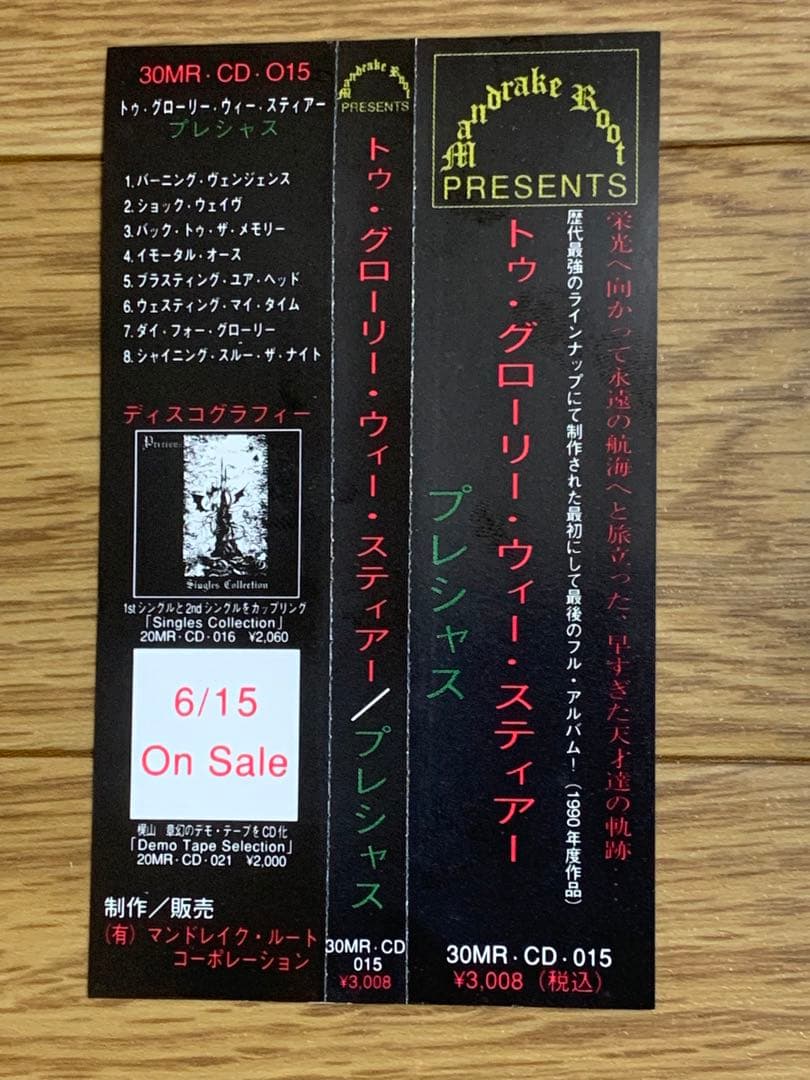 30MR・CD・015
トゥ・グローリー・ウィー・スティアー
プレシャス
1.バーニング・ヴェンジェンス
2.ショック・ウェイヴ
3.バック・トゥ・ザ・メモリー
4.イモータル・オース
5.ブラスティング・ユア・ヘッド
6.ウェスティング・マイ・タイム
7.ダイ・フォー・グローリー
8.シャイニング・スルー・ザ・ナイト
ディスコグラフィー
Precious
Singles Collection
1stシングルと2ndシングルをカップリング
「Singles Collection」
20MR・CD・016 ¥2,060
6/15
On Sale
梶山 章幻のデモ・テープをCD化
「Demo Tape Selection」
20MR・CD・021 ¥2,000
制作／販売
(有) マンドレイク・ルート
コーポレーション
Mandrake Root
PRESENTS
トゥ・グローリー・ウィー・スティアー／プレシャス
30MR・CD
015
¥3,008
Mandrake Root
PRESENTS
栄光へ向かって永遠の航海へと旅立った、早すぎた天才達の軌跡...
歴代最強のラインナップにて制作された最初にして最後のフル・アルバム！(1990年度作品)
トゥ・グローリー・ウィー・スティアー
プレシャス
30MR・CD・015
¥3,008 (税込)